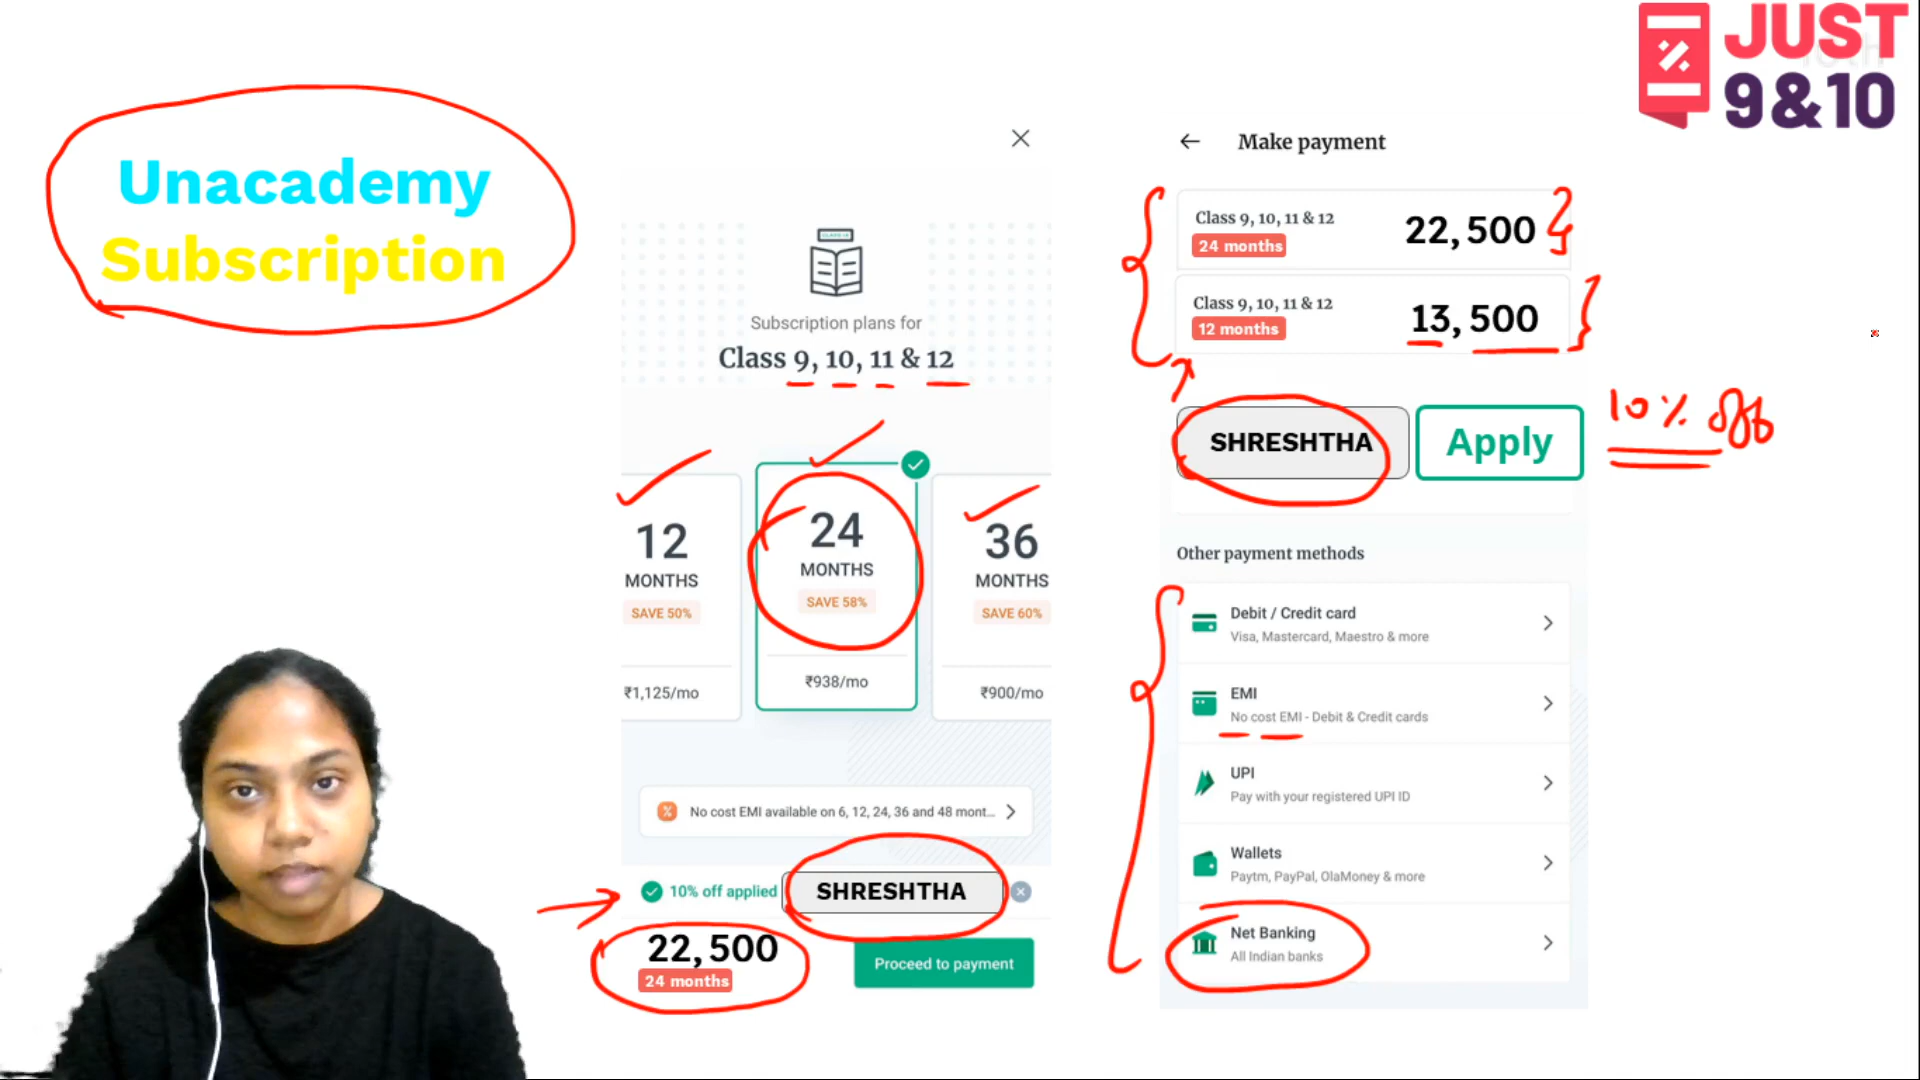 Unacademy
Subscription
CLASS IX
Subscription plans for
Class 9, 10, 11 & 12
12
MONTHS
SAVE 50%
₹1,125/mo
24
MONTHS
SAVE 58%
₹938/mo
36
MONTHS
SAVE 60%
₹900/mo
No cost EMI available on 6, 12, 24, 36 and 48 mont...
10% off applied
SHRESHTHA
22,500
24 months
Proceed to payment
Make payment
Class 9, 10, 11 & 12
24 months
22,500
Class 9, 10, 11 & 12
12 months
13,500
SHRESHTHA
Apply
10% off
Other payment methods
Debit / Credit card
Visa, Mastercard, Maestro & more
EMI
No cost EMI - Debit & Credit cards
UPI
Pay with your registered UPI ID
Wallets
Paytm, PayPal, OlaMoney & more
Net Banking
All Indian banks
JUST
9&10